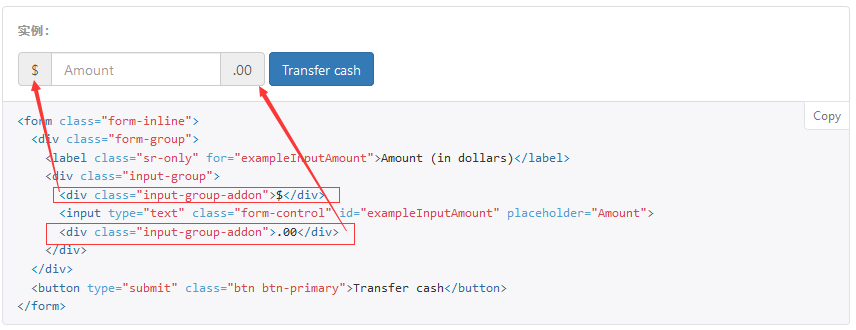 实例：
$ Amount .00 Transfer cash
Copy
<form class="form-inline">
  <div class="form-group">
    <label class="sr-only" for="exampleInputAmount">Amount (in dollars)</label>
    <div class="input-group">
      <div class="input-group-addon">$</div>
      <input type="text" class="form-control" id="exampleInputAmount" placeholder="Amount">
      <div class="input-group-addon">.00</div>
    </div>
  </div>
  <button type="submit" class="btn btn-primary">Transfer cash</button>
</form>